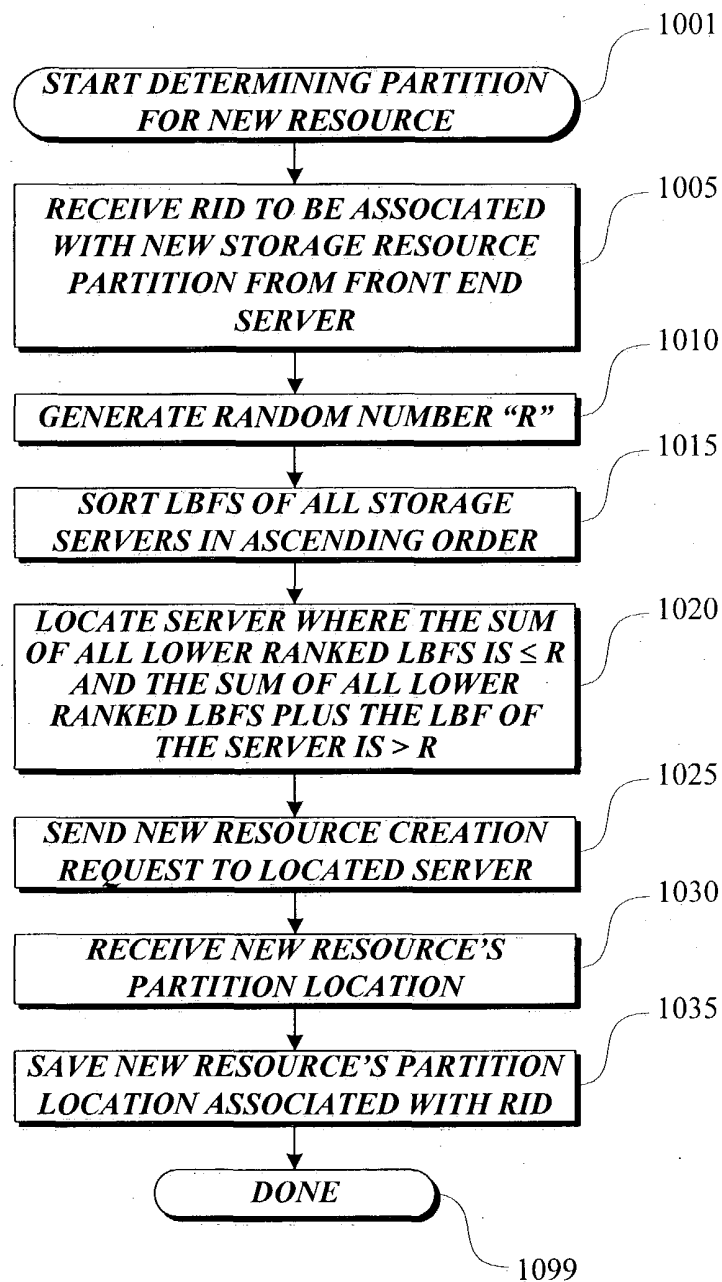 1001
START DETERMINING PARTITION
FOR NEW RESOURCE
1005
RECEIVE RID TO BE ASSOCIATED
WITH NEW STORAGE RESOURCE
PARTITION FROM FRONT END
SERVER
1010
GENERATE RANDOM NUMBER “R”
1015
SORT LBFS OF ALL STORAGE
SERVERS IN ASCENDING ORDER
1020
LOCATE SERVER WHERE THE SUM
OF ALL LOWER RANKED LBFS IS ≤ R
AND THE SUM OF ALL LOWER
RANKED LBFS PLUS THE LBF OF
THE SERVER IS > R
1025
SEND NEW RESOURCE CREATION
REQUEST TO LOCATED SERVER
1030
RECEIVE NEW RESOURCE’S
PARTITION LOCATION
1035
SAVE NEW RESOURCE’S PARTITION
LOCATION ASSOCIATED WITH RID
DONE
1099